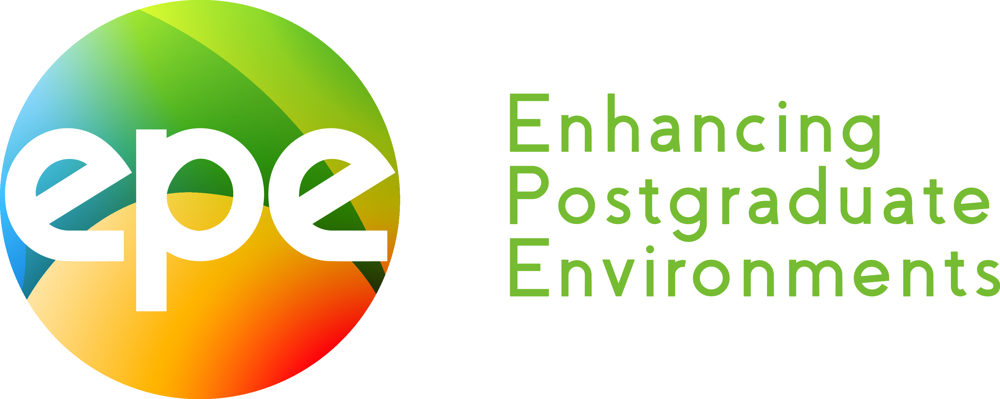 epe
Enhancing
Postgraduate
Environments